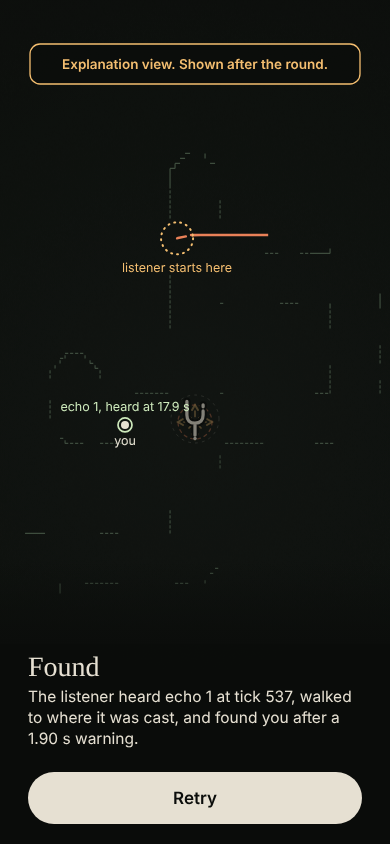 Explanation view. Shown after the round.
listener starts here
echo 1, heard at 17.9 s
you
Found
The listener heard echo 1 at tick 537, walked
to where it was cast, and found you after a
1.90 s warning.
Retry